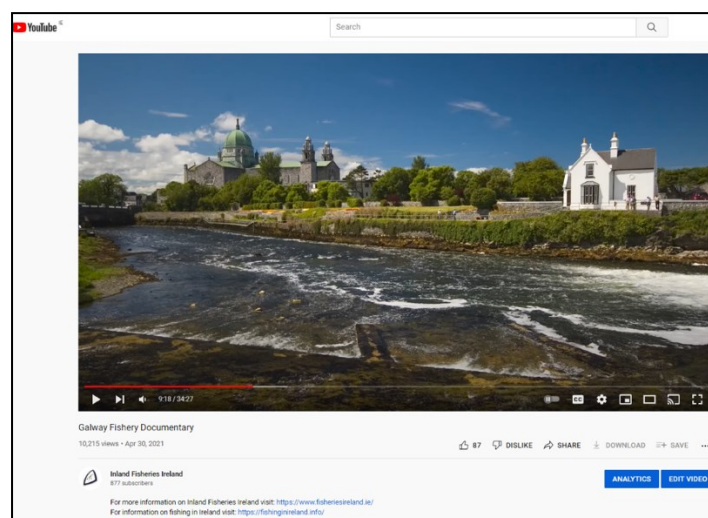 YouTube IE
Search
9:18 / 34:27
CC
Galway Fishery Documentary
10,215 views • Apr 30, 2021
87 DISLIKE SHARE DOWNLOAD SAVE ...
Inland Fisheries Ireland
877 subscribers
ANALYTICS EDIT VIDEO
For more information on Inland Fisheries Ireland visit: https://www.fisheriesireland.ie/
For information on fishing in Ireland visit: https://fishinginireland.info/